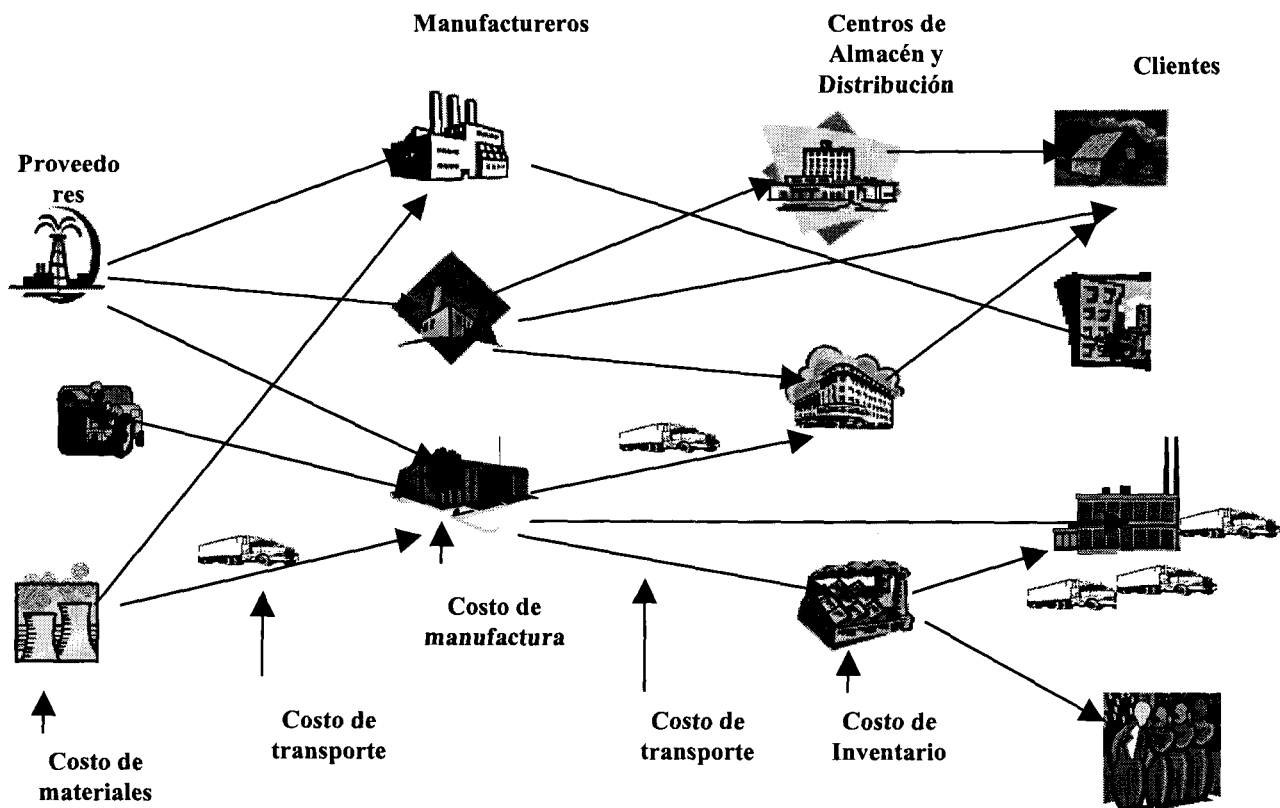 Manufactureros
Centros de
Almacén y
Distribución
Clientes
Proveedo
res
Costo de
manufactura
Costo de
transporte
Costo de
transporte
Costo de
Inventario
Costo de
materiales